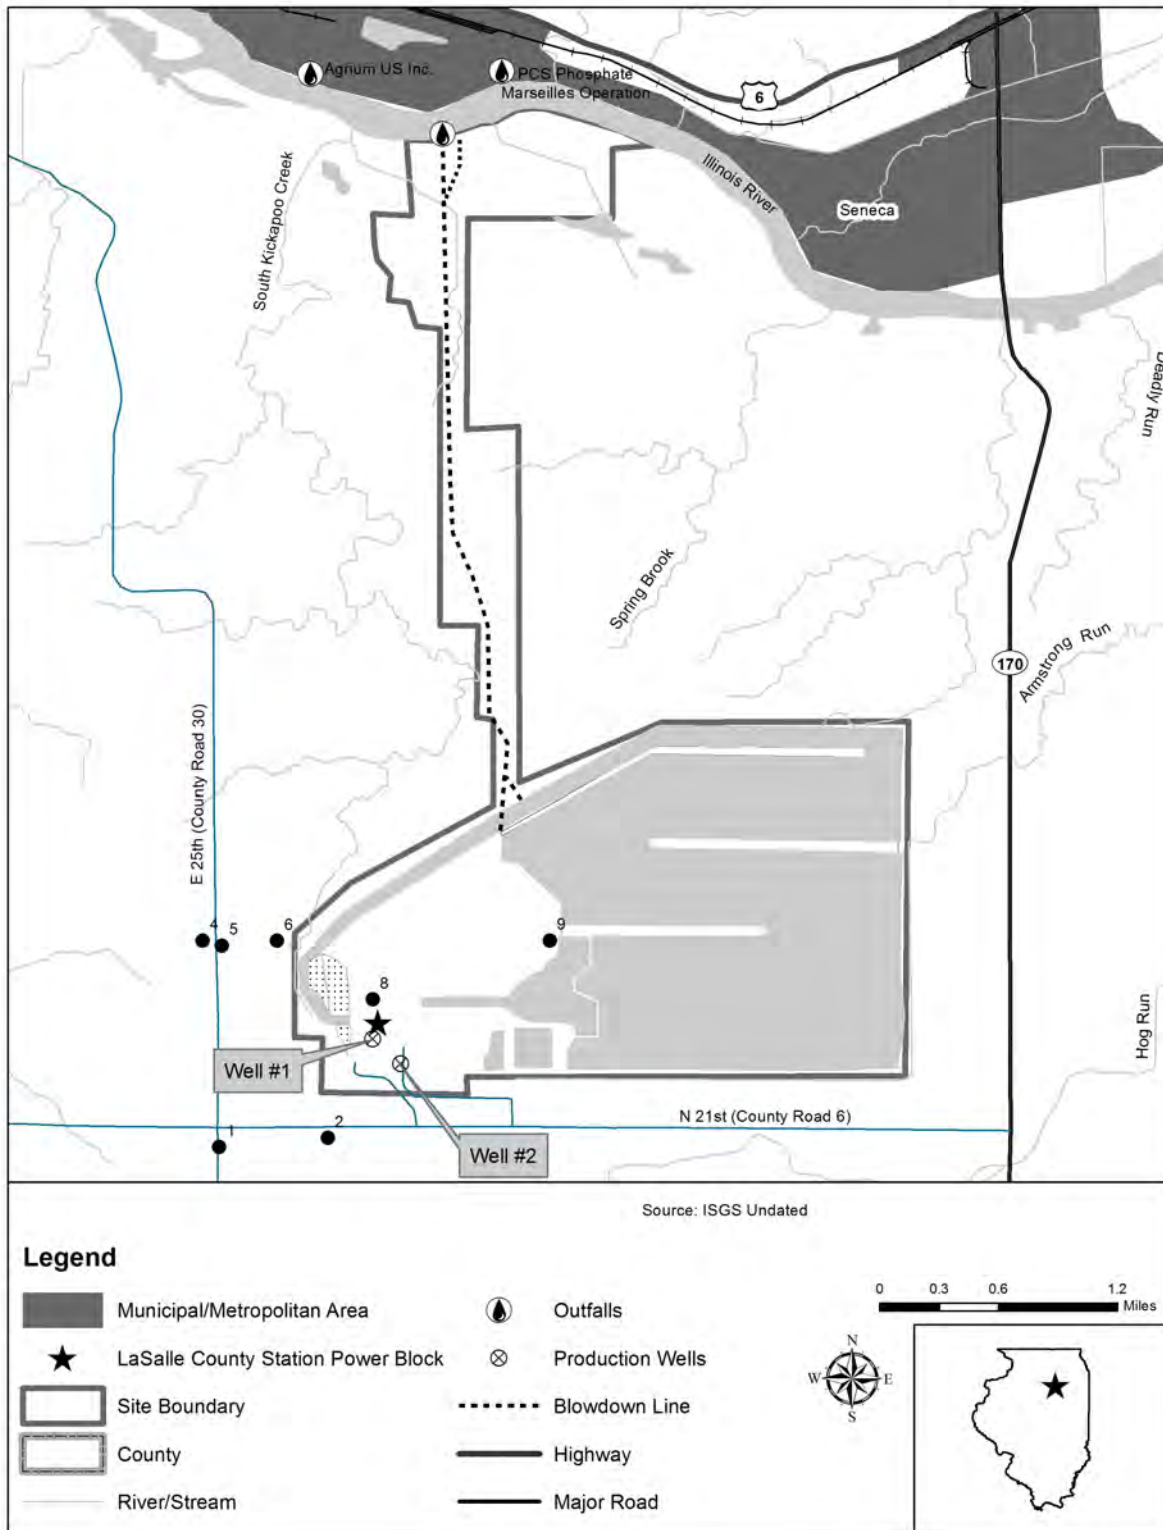 Agrium US Inc.
PCS Phosphate
Marseilles Operation
6
Illinois River
Seneca
South Kickapoo Creek
Deadly Run
Spring Brook
Armstrong Run
170
E 25th (County Road 30)
4
5
6
9
8
Well #1
Hog Run
N 21st (County Road 6)
1
2
Well #2
Source: ISGS Undated
Legend
Municipal/Metropolitan Area
LaSalle County Station Power Block
Site Boundary
County
River/Stream
Outfalls
Production Wells
Blowdown Line
Highway
Major Road
0 0.3 0.6 1.2
Miles
N
W E
S